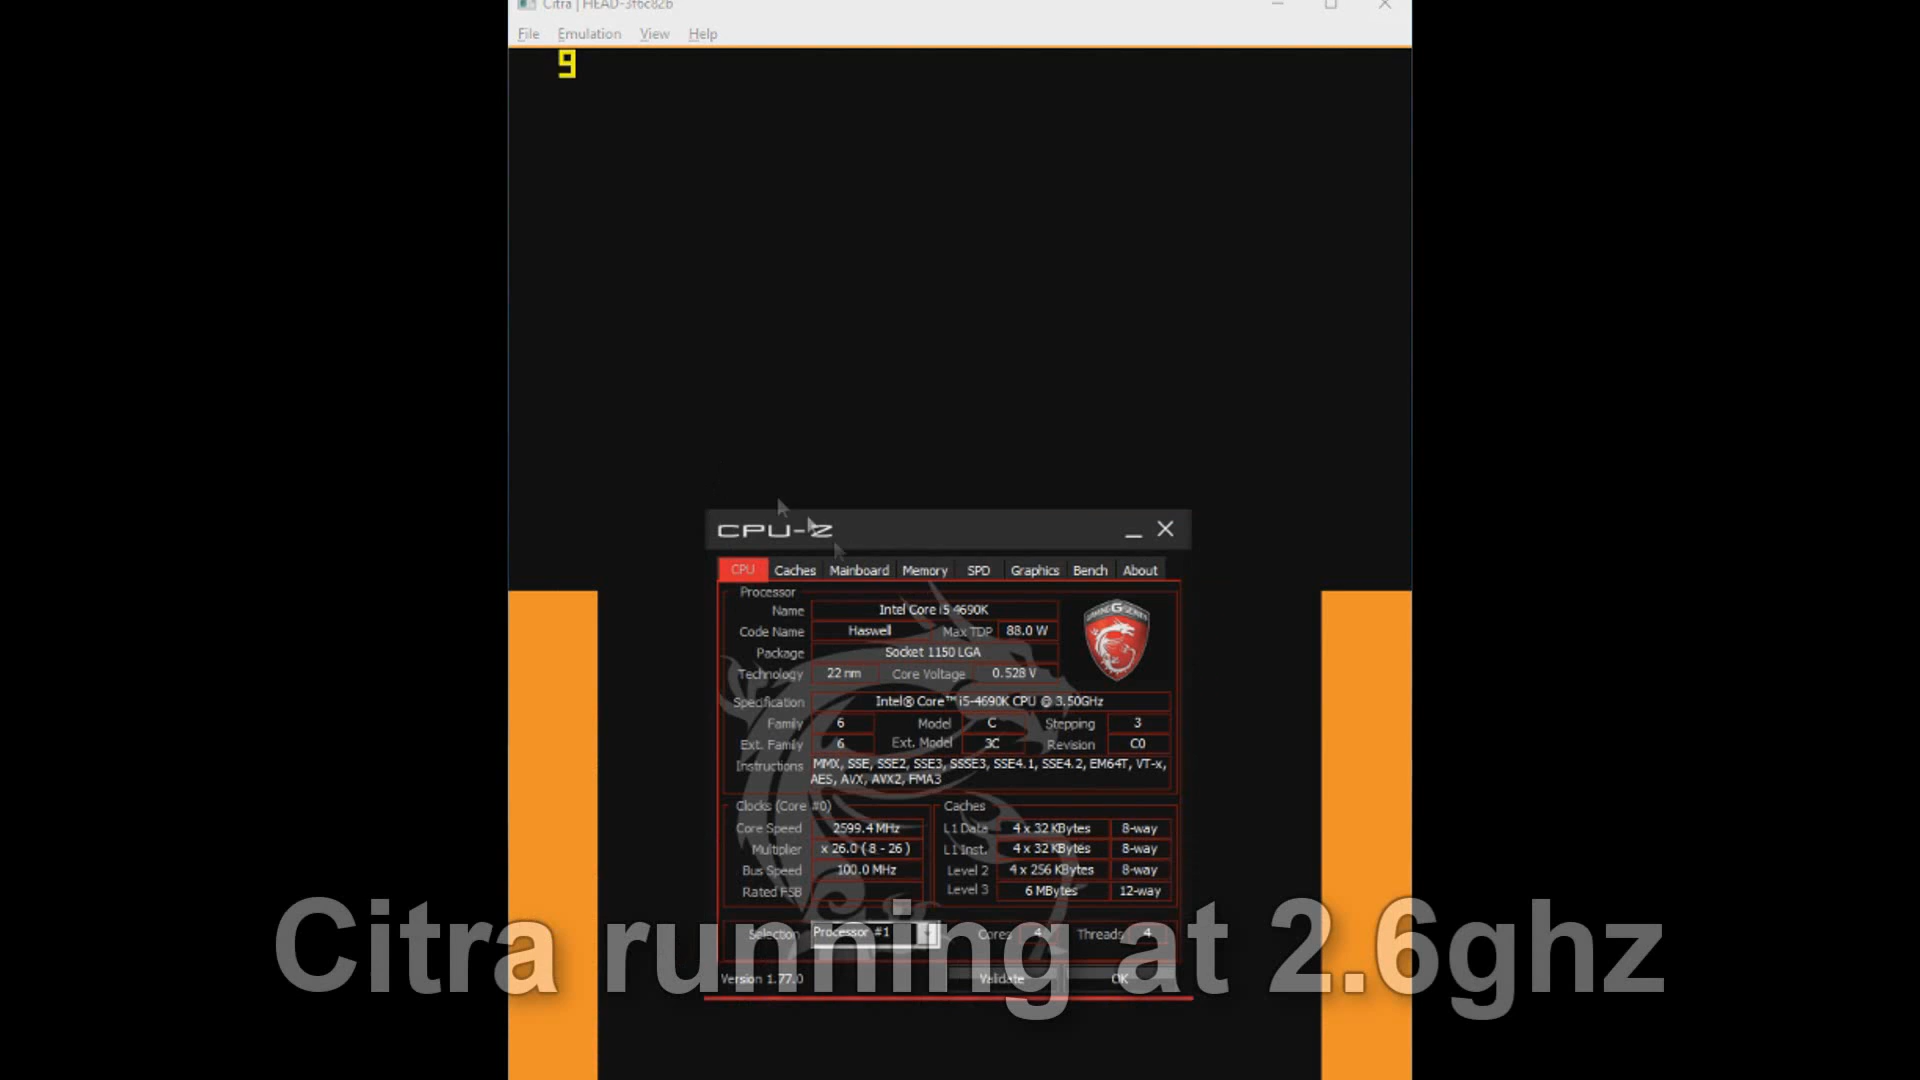 Citra | HEAD-3f6c82b
File Emulation View Help
9
CPU-Z
CPU Caches Mainboard Memory SPD Graphics Bench About
Processor
Name Intel Core i5 4690K
GAMING G SERIES
Code Name Haswell Max TDP 88.0 W
Package Socket 1150 LGA
Technology 22 nm Core Voltage 0.528 V
Specification Intel® Core™ i5-4690K CPU @ 3.50GHz
Family 6 Model C Stepping 3
Ext. Family 6 Ext. Model 3C Revision C0
Instructions MMX, SSE, SSE2, SSE3, SSSE3, SSE4.1, SSE4.2, EM64T, VT-x,
AES, AVX, AVX2, FMA3
Clocks (Core #0) Caches
Core Speed 2599.4 MHz L1 Data 4 x 32 KBytes 8-way
Multiplier x 26.0 ( 8 - 26 ) L1 Inst. 4 x 32 KBytes 8-way
Bus Speed 100.0 MHz Level 2 4 x 256 KBytes 8-way
Rated FSB Level 3 6 MBytes 12-way
Selection Processor #1 Cores 4 Threads 4
Citra running at 2.6ghz
Version 1.77.0 Validate OK